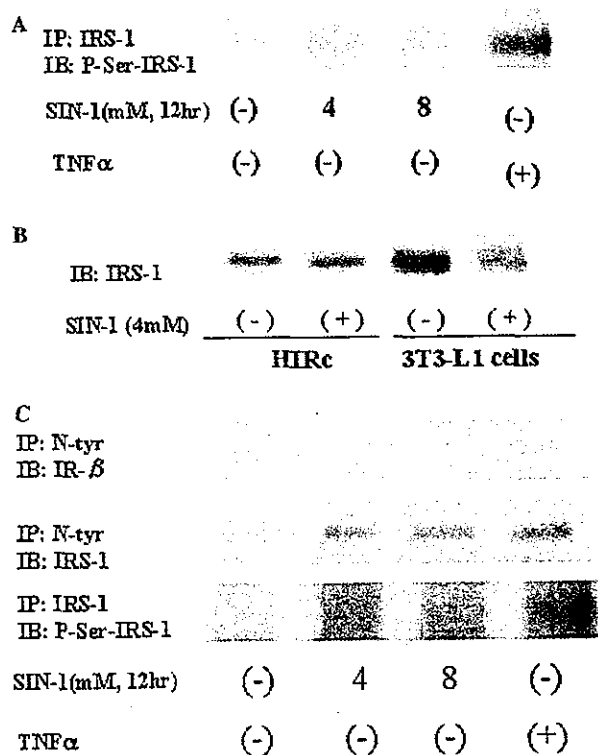 A
IP: IRS-1
IB: P-Ser-IRS-1
SIN-1(mM, 12hr) (-) 4 8 (-)
TNFα (-) (-) (-) (+)
B
IB: IRS-1
SIN-1 (4mM) (-) (+) (-) (+)
HIRc 3T3-L1 cells
C
IP: N-tyr
IB: IR-β
IP: N-tyr
IB: IRS-1
IP: IRS-1
IB: P-Ser-IRS-1
SIN-1(mM, 12hr) (-) 4 8 (-)
TNFα (-) (-) (-) (+)